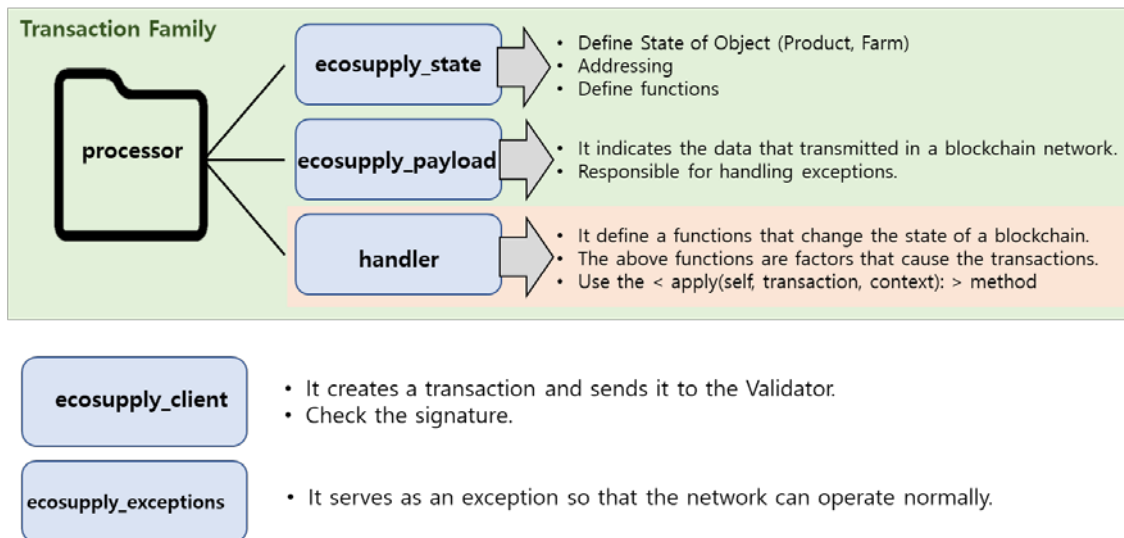 Transaction Family
processor
ecosupply_state
• Define State of Object (Product, Farm)
• Addressing
• Define functions
ecosupply_payload
• It indicates the data that transmitted in a blockchain network.
• Responsible for handling exceptions.
handler
• It define a functions that change the state of a blockchain.
• The above functions are factors that cause the transactions.
• Use the < apply(self, transaction, context): > method
ecosupply_client
• It creates a transaction and sends it to the Validator.
• Check the signature.
ecosupply_exceptions
• It serves as an exception so that the network can operate normally.